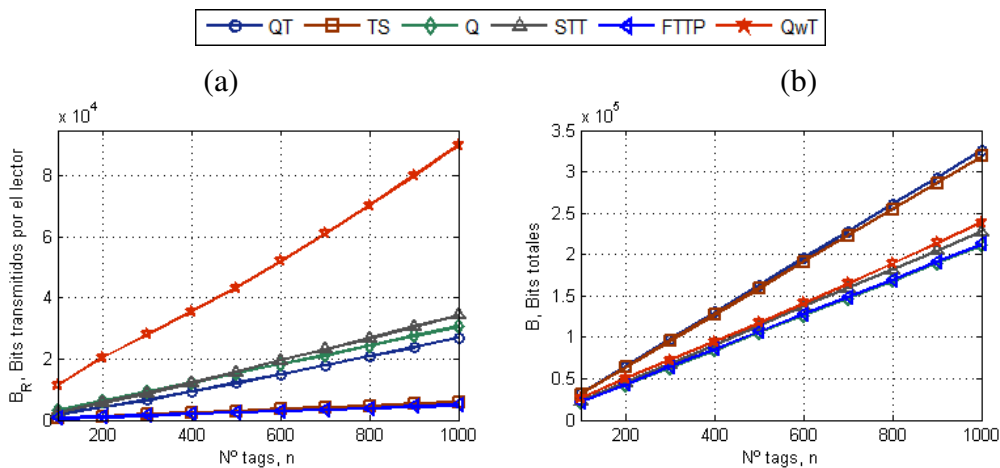 QT TS Q STT FTTP QwT
(a)
x 10^4
8
6
4
2
0
200 400 600 800 1000
Nº tags, n
B_R, Bits transmitidos por el lector
(b)
x 10^5
3.5
3
2.5
2
1.5
1
0.5
0
200 400 600 800 1000
Nº tags, n
B, Bits totales